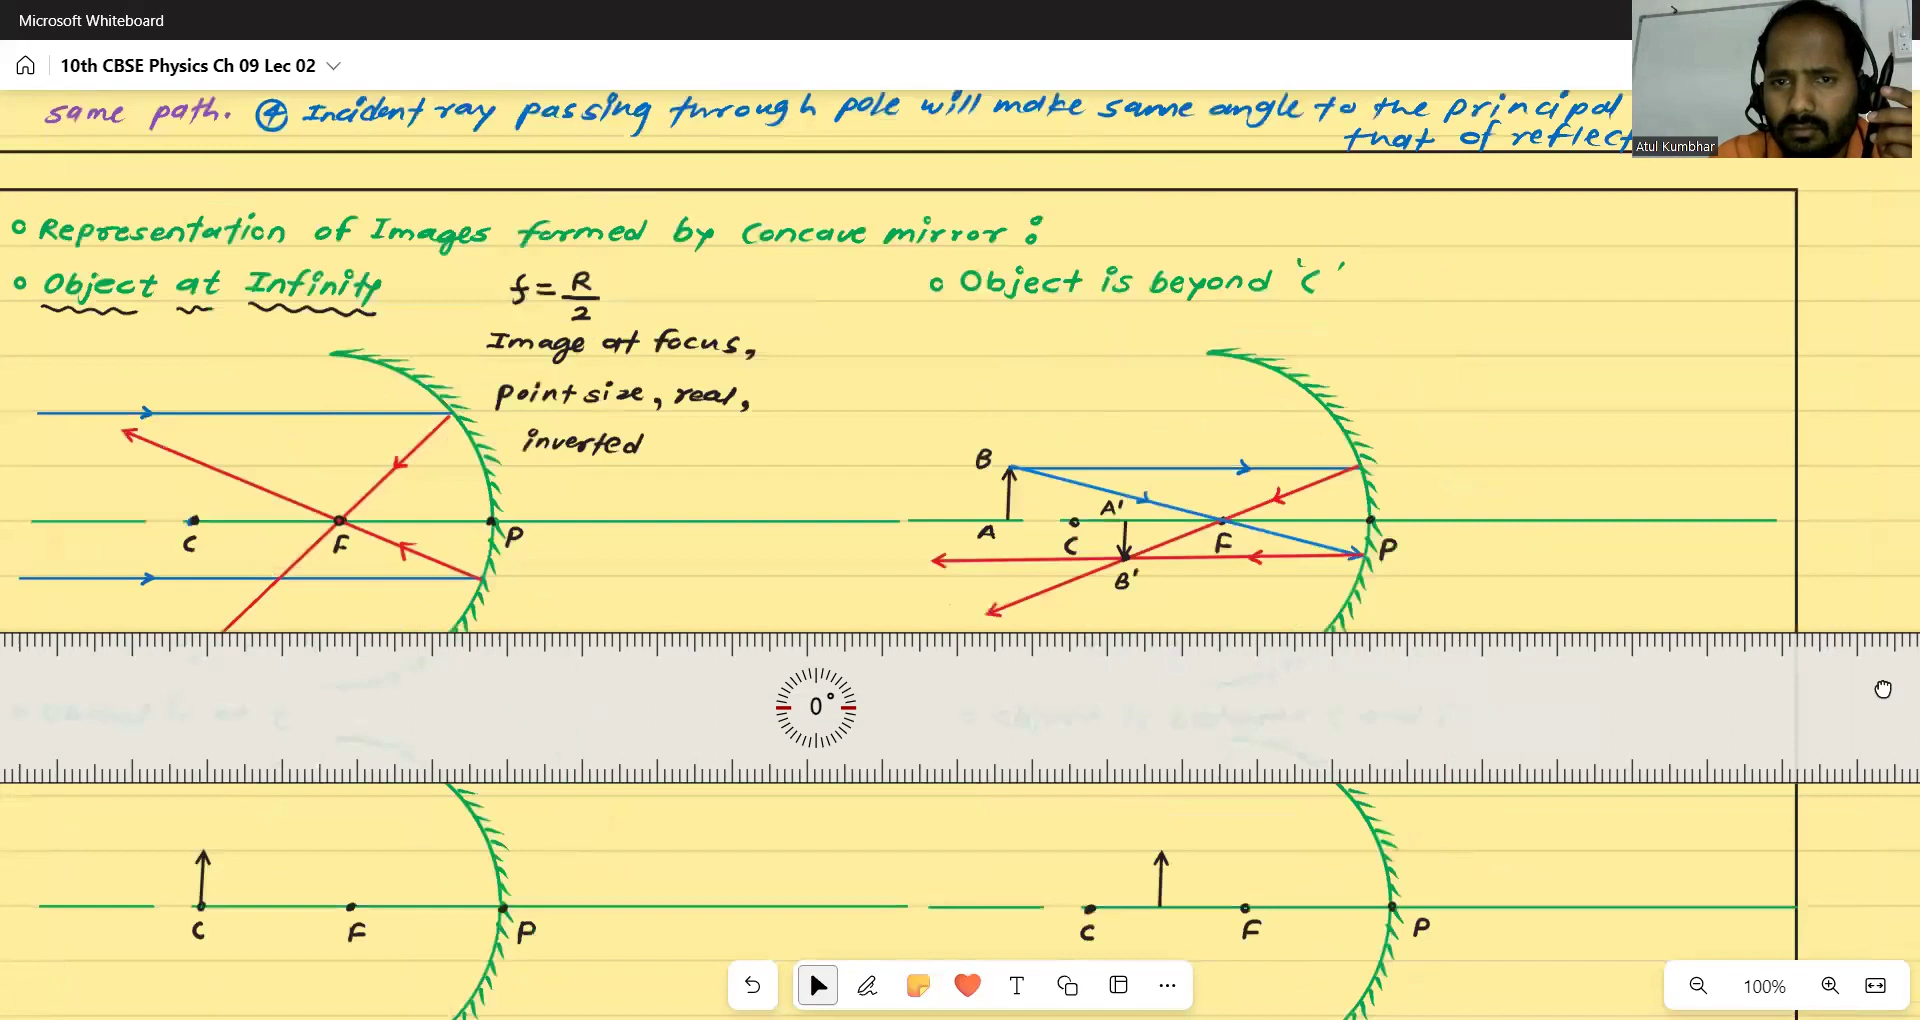 Microsoft Whiteboard
10th CBSE Physics Ch 09 Lec 02
Atul Kumbhar
same path. ④ Incident ray passing through pole will make same angle to the principal
that of reflect
Representation of Images formed by Concave mirror :
Object at Infinity
f = R/2
Image at focus,
Point size, real,
inverted
C
F
P
Object is beyond 'C'
B
A
A'
C
B'
F
P
0°
C
F
P
C
F
P
100%